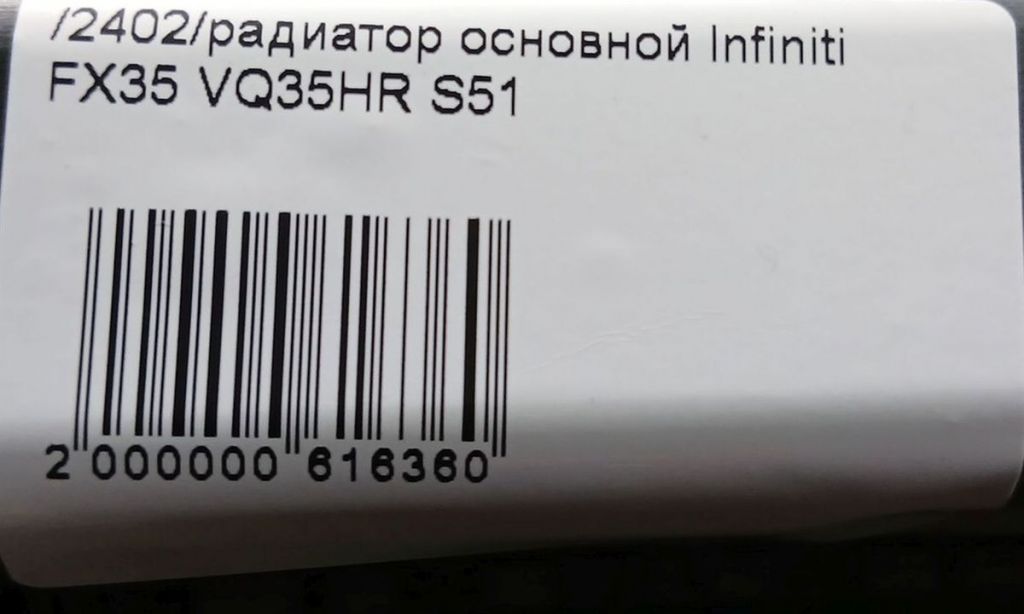 /2402/радиатор основной Infiniti
FX35 VQ35HR S51
2 000000 616360